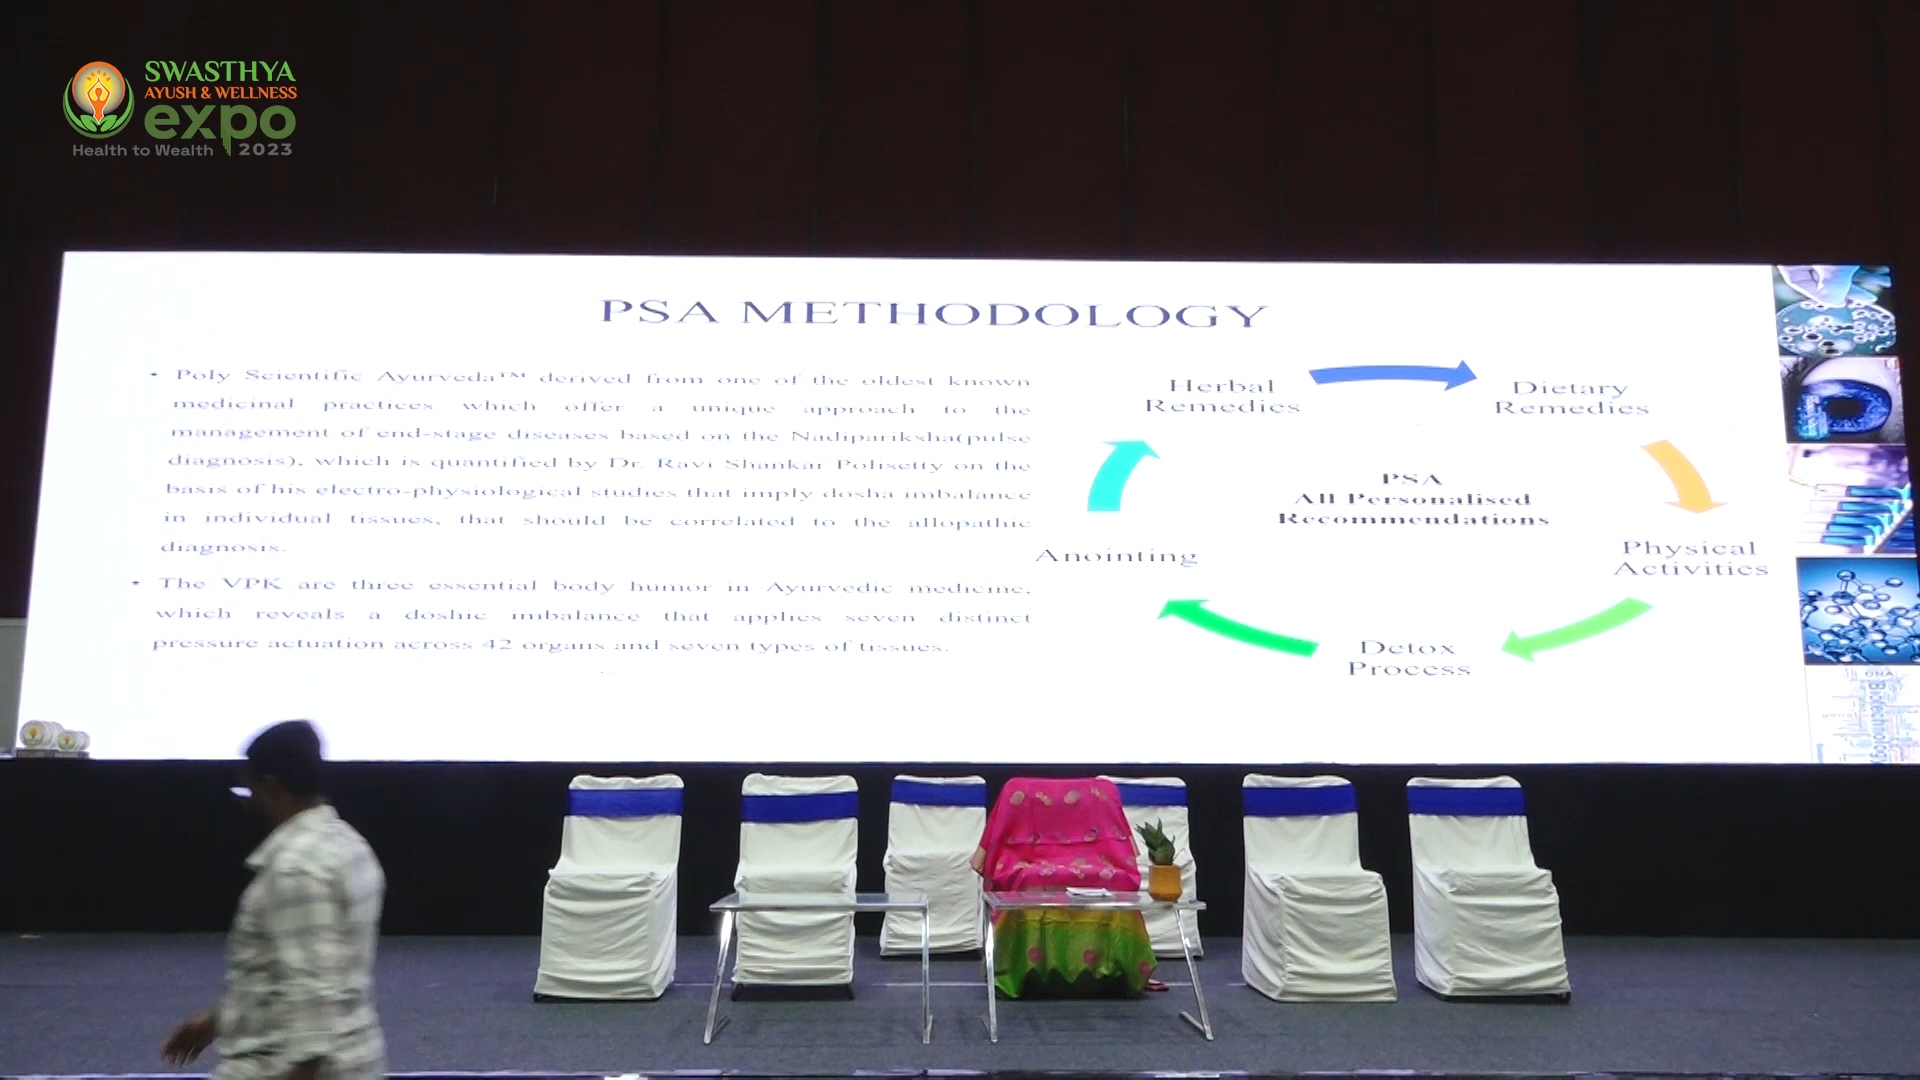 SWASTHYA
AYUSH & WELLNESS
expo
Health to Wealth 2023
PSA METHODOLOGY
• Poly Scientific Ayurveda™ derived from one of the oldest known
medicinal practices which offer a unique approach to the
management of end-stage diseases based on the Nadipariksha(pulse
diagnosis), which is quantified by Dr. Ravi Shankar Polisetty on the
basis of his electro-physiological studies that imply dosha imbalance
in individual tissues, that should be correlated to the allopathic
diagnosis.
• The VPK are three essential body humor in Ayurvedic medicine,
which reveals a doshic imbalance that applies seven distinct
pressure actuation across 42 organs and seven types of tissues.
Herbal
Remedies
Dietary
Remedies
PSA
All Personalised
Recommendations
Physical
Activities
Anointing
Detox
Process
DNA
Biotechnology